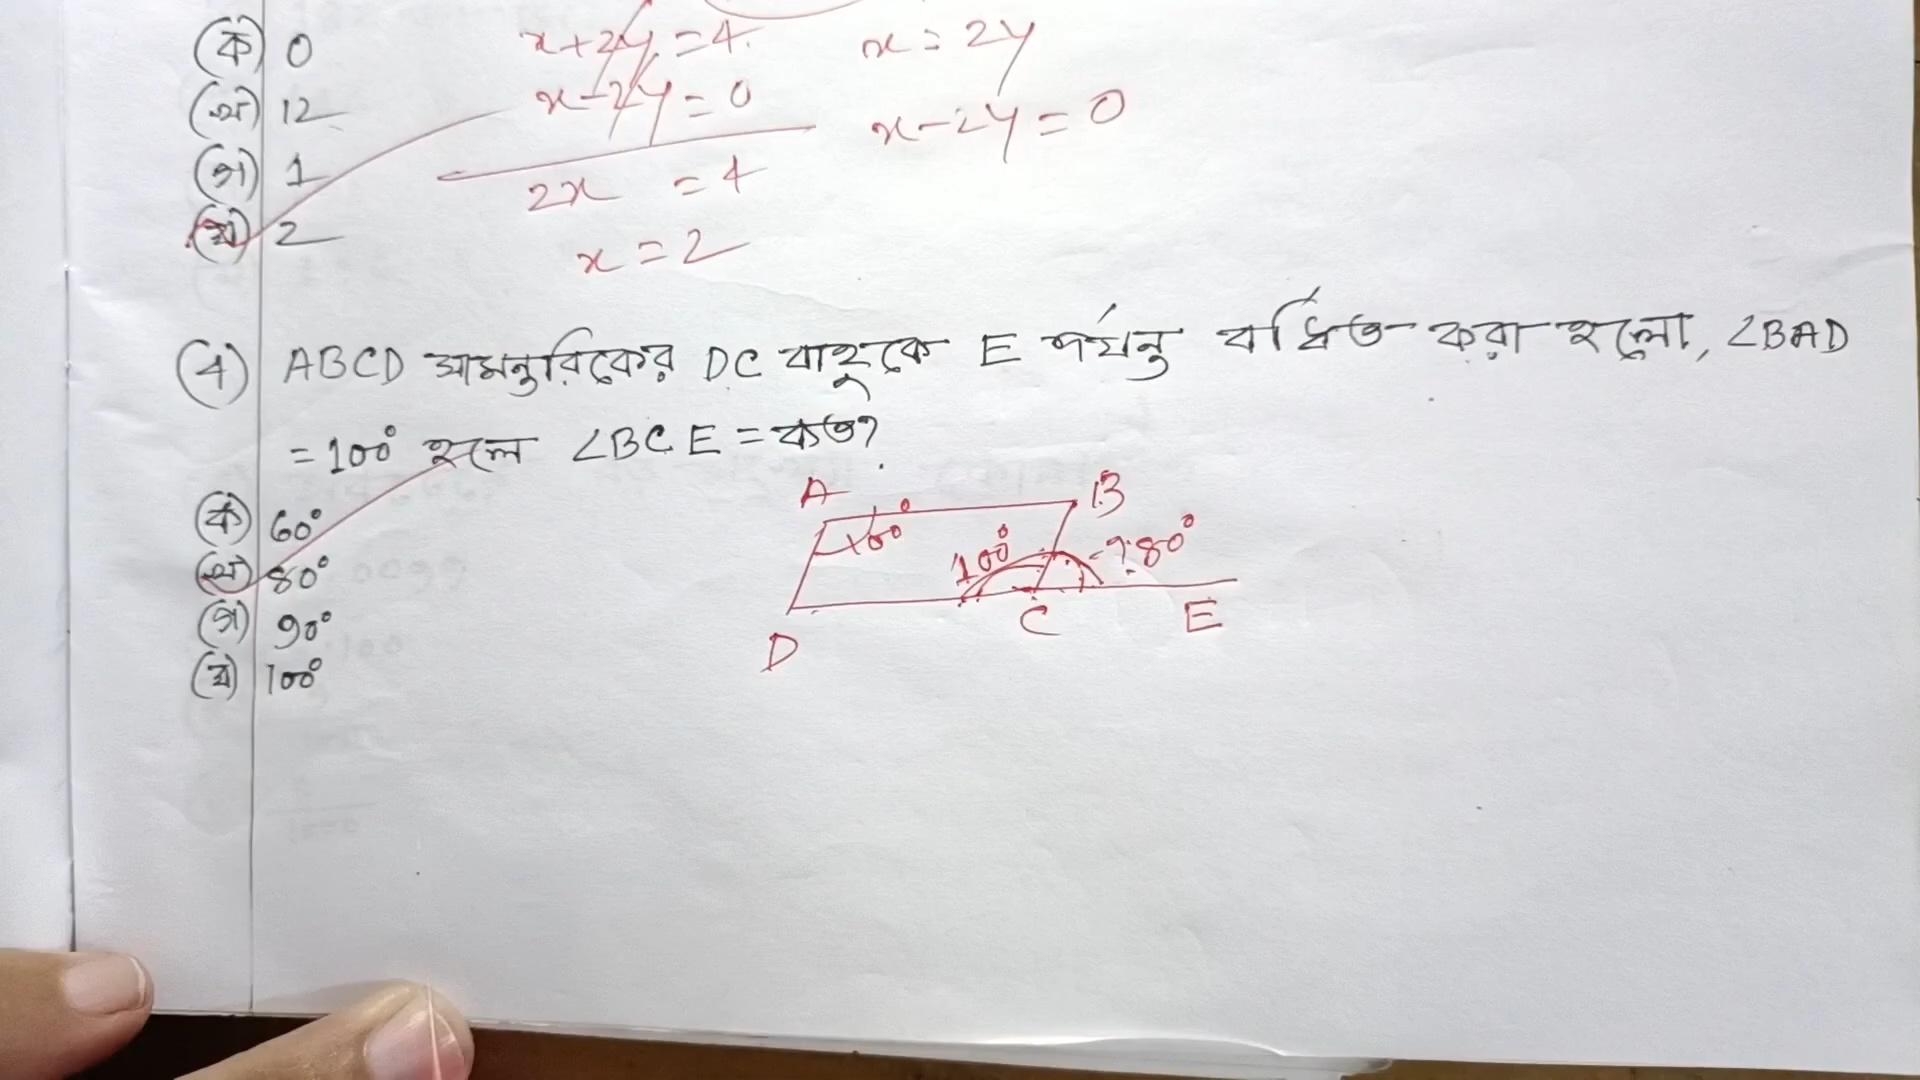 (ক) 0
(খ) 12
(গ) 1
(ঘ) 2
x+2y=4
x-2y=0
2x =4
x=2
x=2y
x-2y=0
(4) ABCD সামন্তরিকের DC বাহুকে E পর্যন্ত বর্ধিত করা হলো, ∠BAD
=100° হলে ∠BCE=কত?
(ক) 60°
(খ) 80°
(গ) 90°
(ঘ) 100°
A B
100° 100° ?80°
D C E